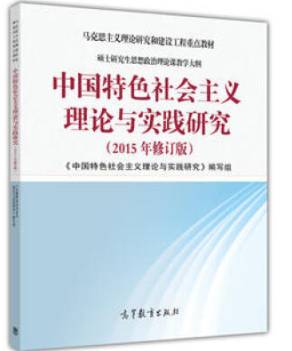 马克思主义理论研究和建设工程重点教材
硕士研究生思想政治理论课教学大纲
中国特色社会主义
理论与实践研究
（2015年修订版）
《中国特色社会主义理论与实践研究》编写组
高等教育出版社